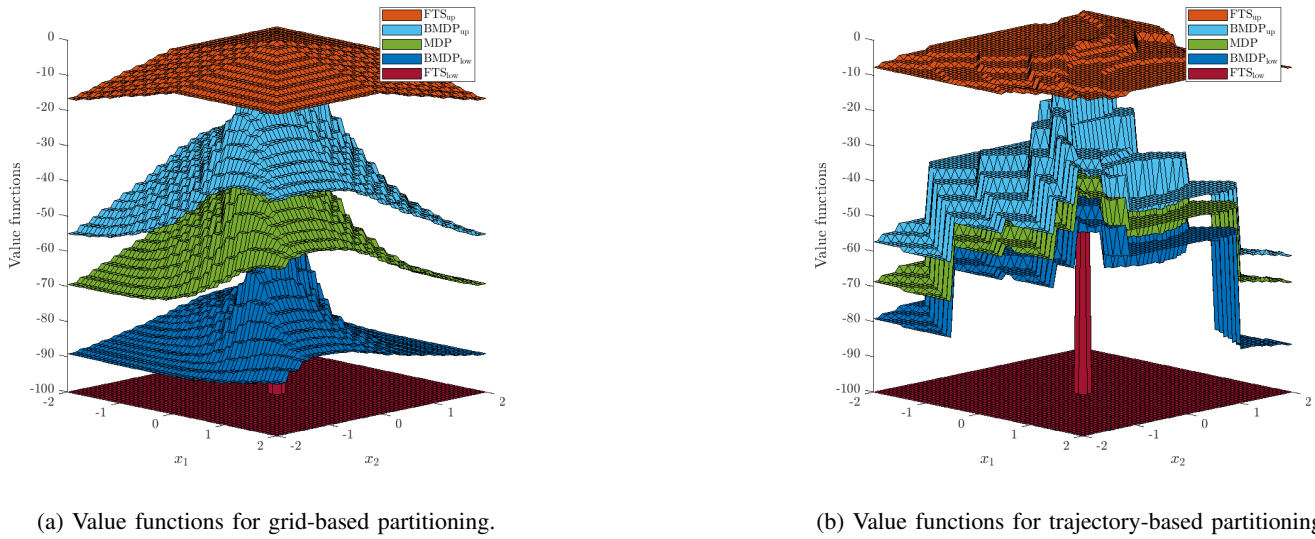 FTS_up
BMDP_up
MDP
BMDP_low
FTS_low
0
-10
-20
-30
-40
-50
-60
-70
-80
-90
-100
Value functions
-2
-1
0
1
2
x_1
-2
-1
0
1
2
x_2
(a) Value functions for grid-based partitioning.
FTS_up
BMDP_up
MDP
BMDP_low
FTS_low
0
-10
-20
-30
-40
-50
-60
-70
-80
-90
-100
Value functions
-2
-1
0
1
2
x_1
-2
-1
0
1
2
x_2
(b) Value functions for trajectory-based partitioning